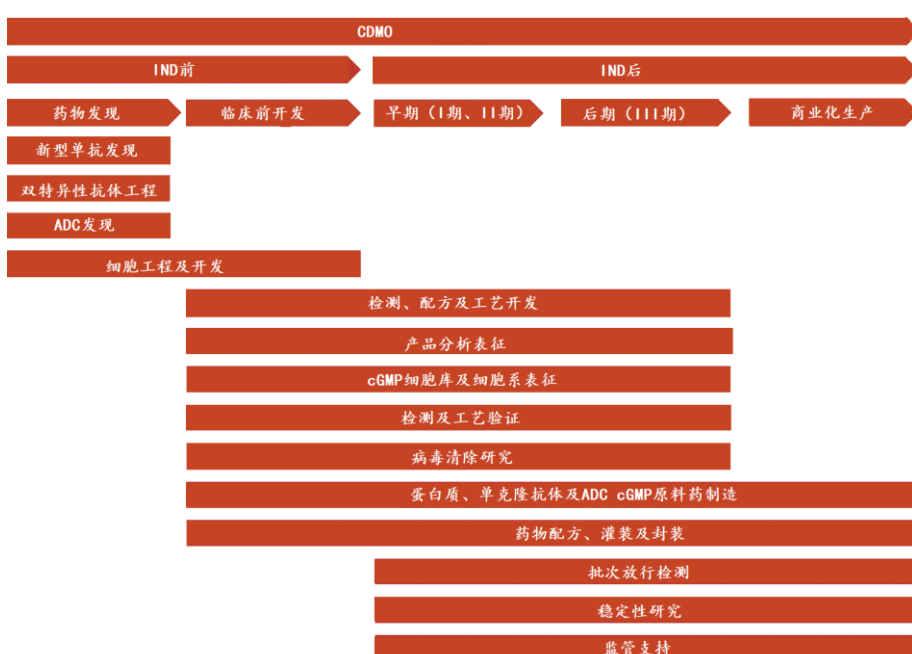 CDMO
IND前
IND后
药物发现
临床前开发
早期（I期、II期）
后期（III期）
商业化生产
新型单抗发现
双特异性抗体工程
ADC发现
细胞工程及开发
检测、配方及工艺开发
产品分析表征
cGMP细胞库及细胞系表征
检测及工艺验证
病毒清除研究
蛋白质、单克隆抗体及ADC cGMP原料药制造
药物配方、灌装及封装
批次放行检测
稳定性研究
监管支持